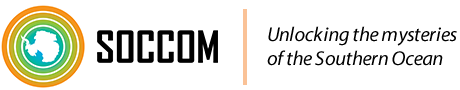 SOCCOM
Unlocking the mysteries
of the Southern Ocean